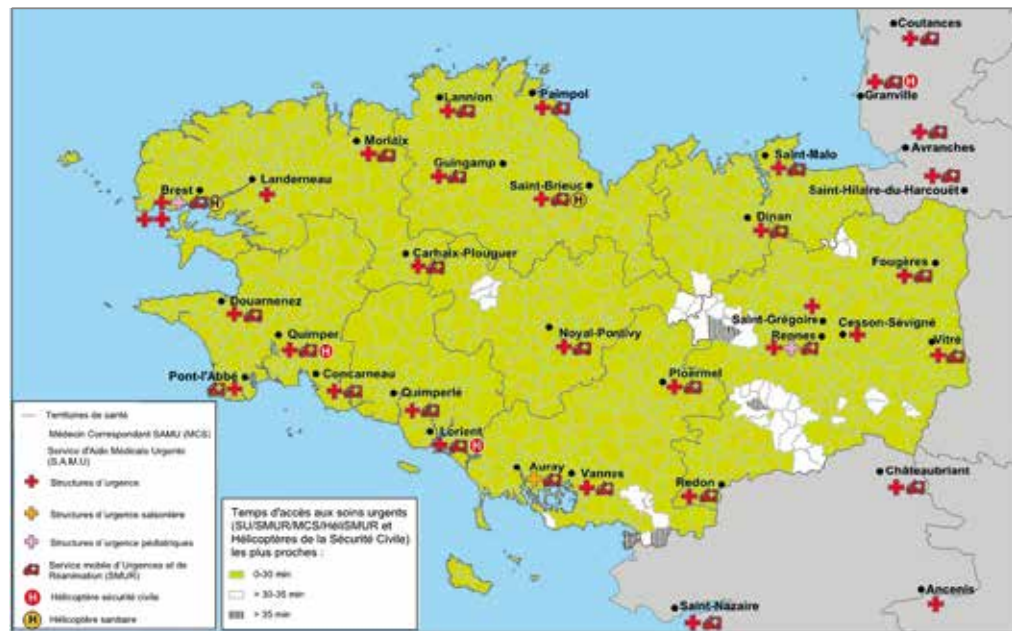 Coutances
Granville
Avranches
Saint-Hilaire-du-Harcouët
Lannion
Paimpol
Morlaix
Guingamp
Saint-Brieuc
Saint-Malo
Landerneau
Brest
Dinan
Carhaix-Plouguer
Fougères
Douarnenez
Quimper
Noyal-Pontivy
Saint-Grégoire
Cesson-Sévigné
Rennes
Vitré
Pont-l'Abbé
Concarneau
Quimperlé
Ploërmel
Lorient
Auray
Vannes
Redon
Châteaubriant
Saint-Nazaire
Ancenis
Territoires de santé
Médecin Correspondant SAMU (MCS)
Service d'Aide Médicale Urgente
(S.A.M.U)
Structures d'urgence
Structures d'urgence saisonière
Structures d'urgence pédiatriques
Service mobile d'Urgences et de
Réanimation (SMUR)
H Hélicoptère sécurité civile
H Hélicoptère sanitaire
Temps d'accès aux soins urgents
(SU/SMUR/MCS/HéliSMUR et
Hélicoptères de la Sécurité Civile)
les plus proches :
0-30 min
> 30-35 min
> 35 min
H
H
H
H
H